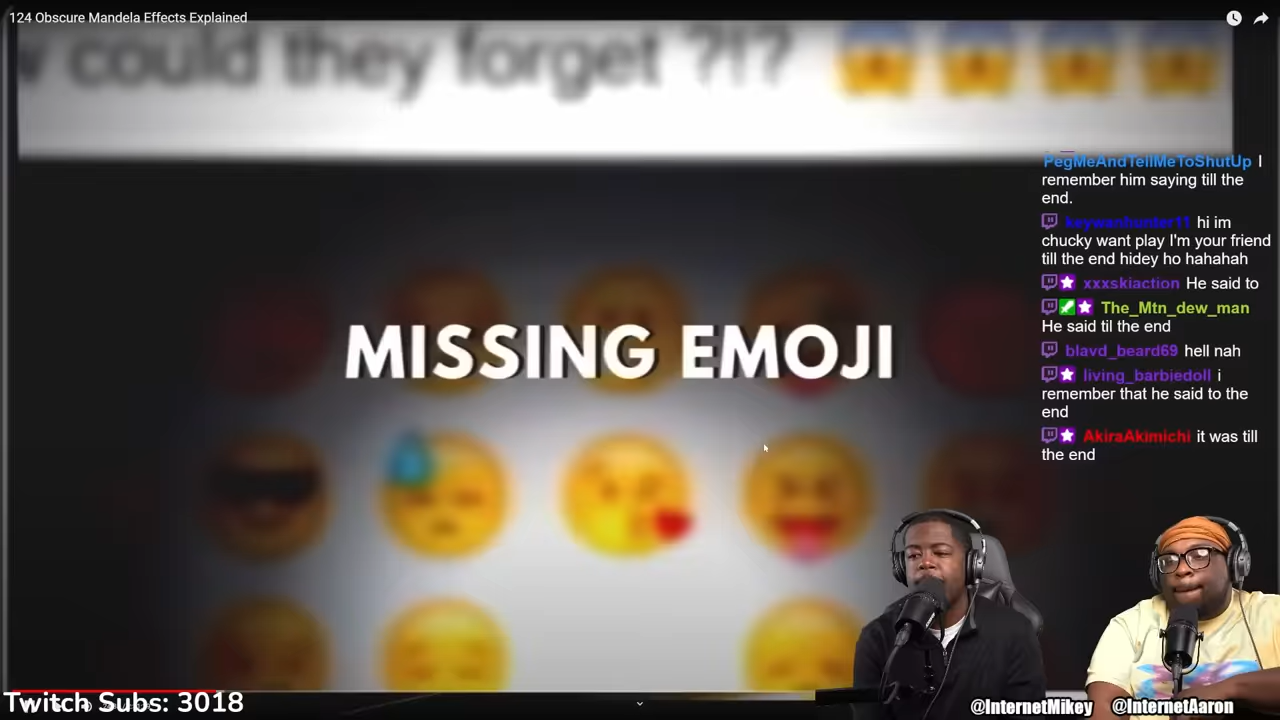 124 Obscure Mandela Effects Explained
could they forget ?!?
PegMeAndTellMeToShutUp I
remember him saying till the
end.
keywanhunter11 hi im
chucky want play I'm your friend
till the end hidey ho hahahah
xxxskiaction He said to
The_Mtn_dew_man
He said til the end
blavd_beard69 hell nah
living_barbiedoll i
remember that he said to the
end
AkiraAkimichi it was till
the end
MISSING EMOJI
Twitch Subs: 3018
@InternetMikey @InternetAaron